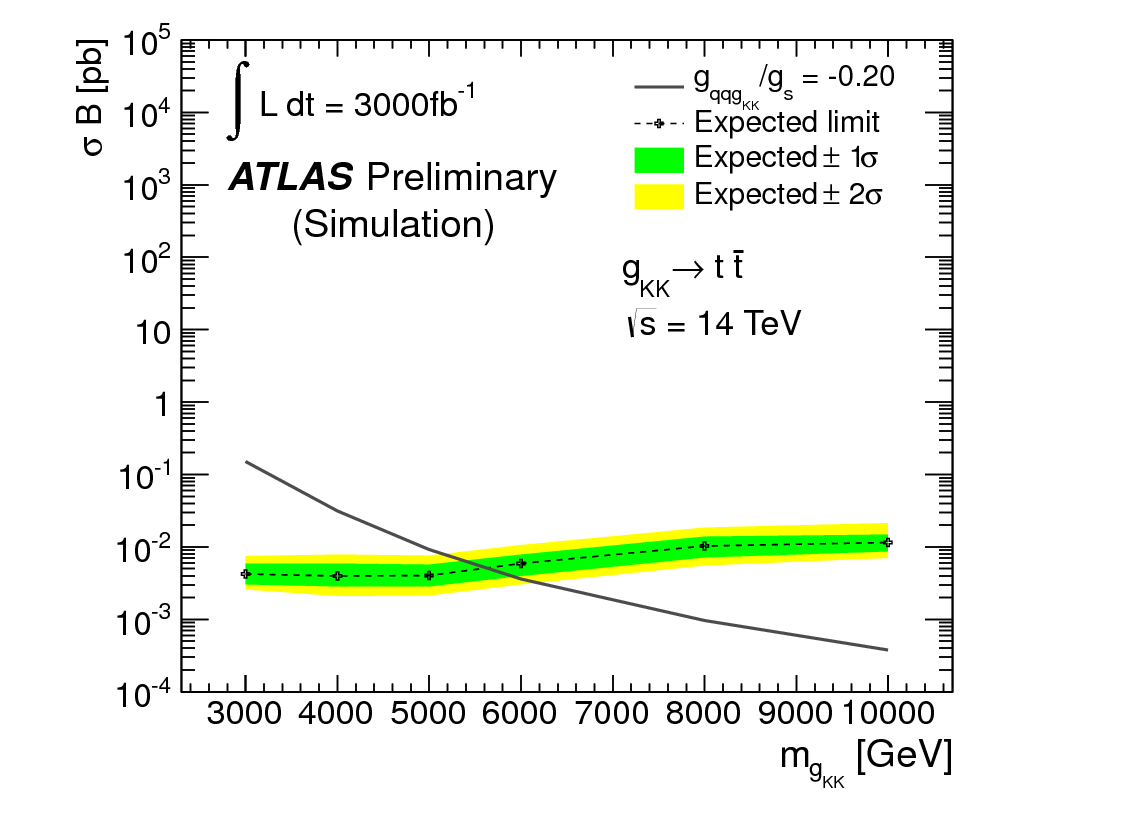 σ B [pb]
10^5
10^4
10^3
10^2
10
1
10^-1
10^-2
10^-3
10^-4
∫ L dt = 3000fb^-1
ATLAS Preliminary
(Simulation)
g_qqg_KK/g_s = -0.20
Expected limit
Expected ± 1σ
Expected ± 2σ
g_KK → t t̄
√s = 14 TeV
3000 4000 5000 6000 7000 8000 9000 10000
m_g_KK [GeV]